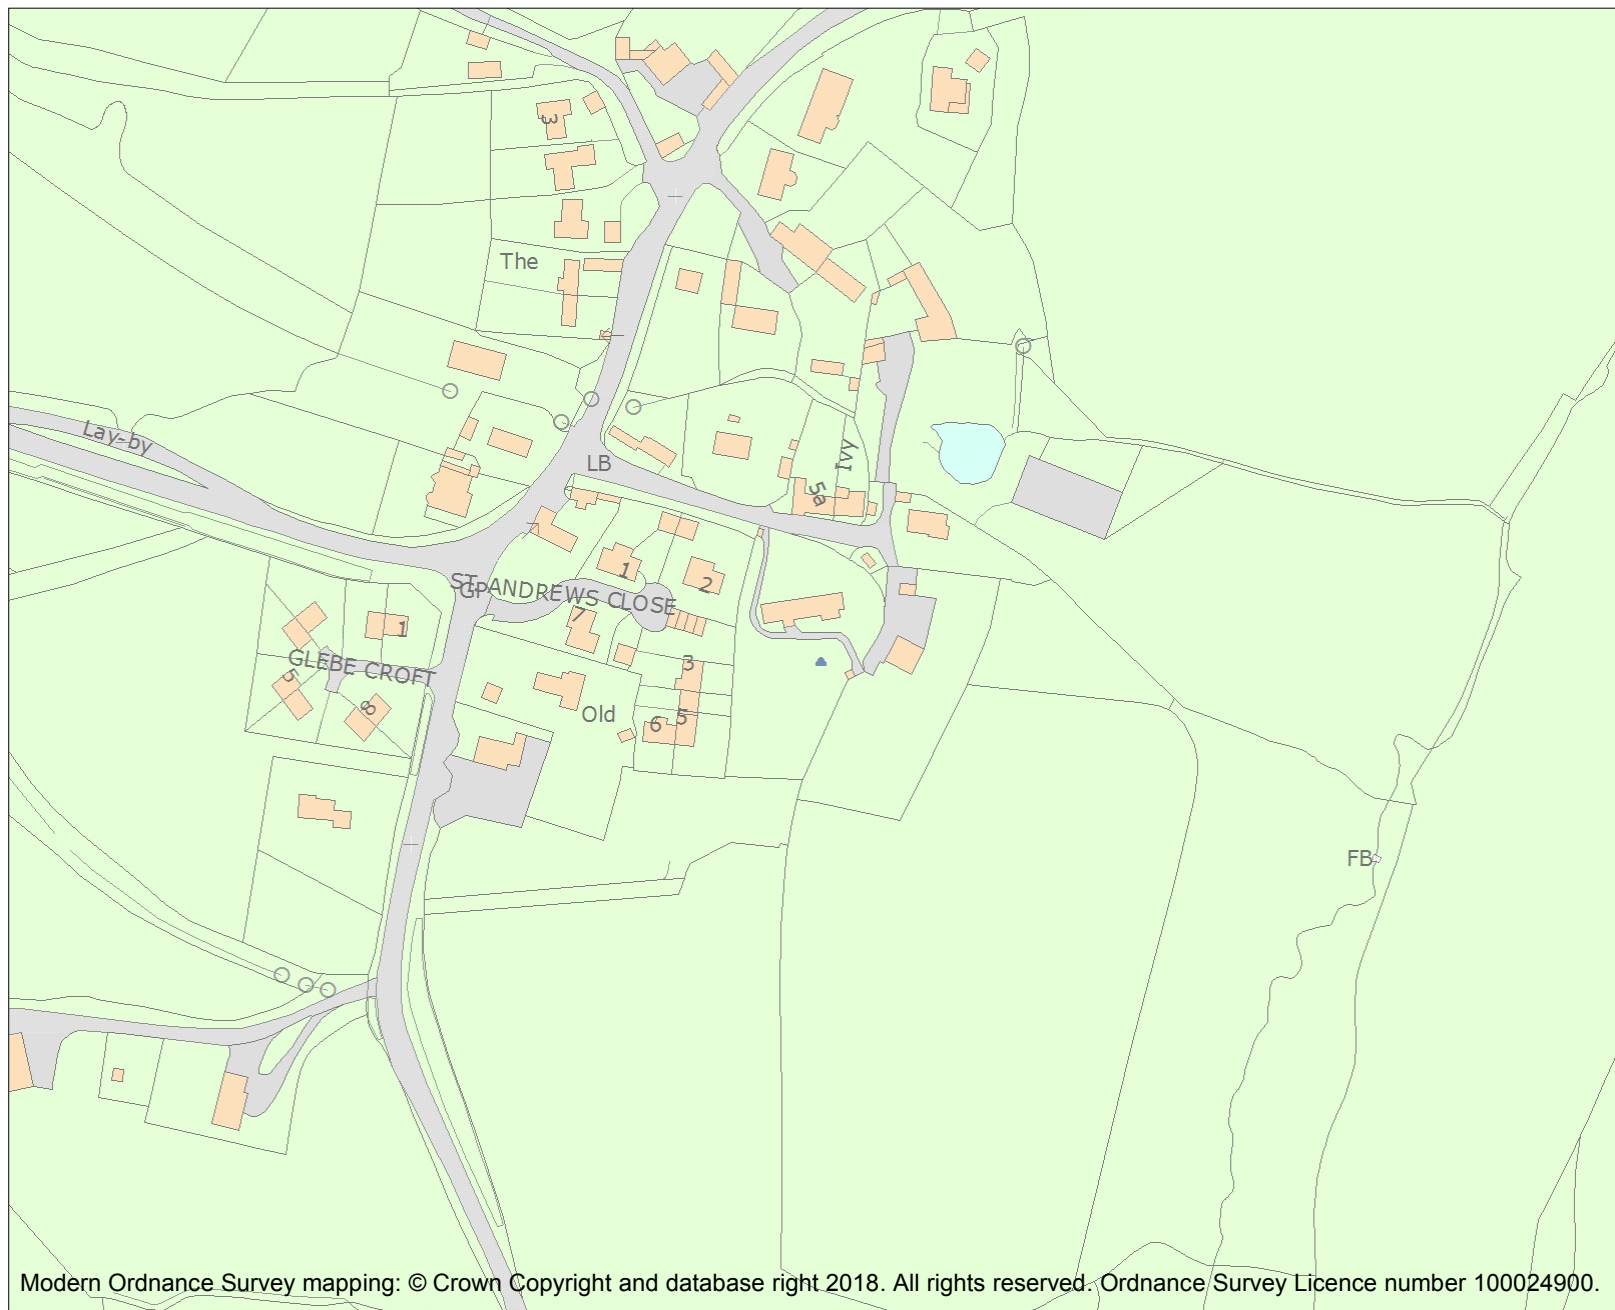 3
The
Lay-by
LB
Ivy
5a
1
2
ST. ANDREWS CLOSE
GP
7
1
GLEBE CROFT
5
8
3
Old
6
5
FB
Modern Ordnance Survey mapping: © Crown Copyright and database right 2018. All rights reserved. Ordnance Survey Licence number 100024900.